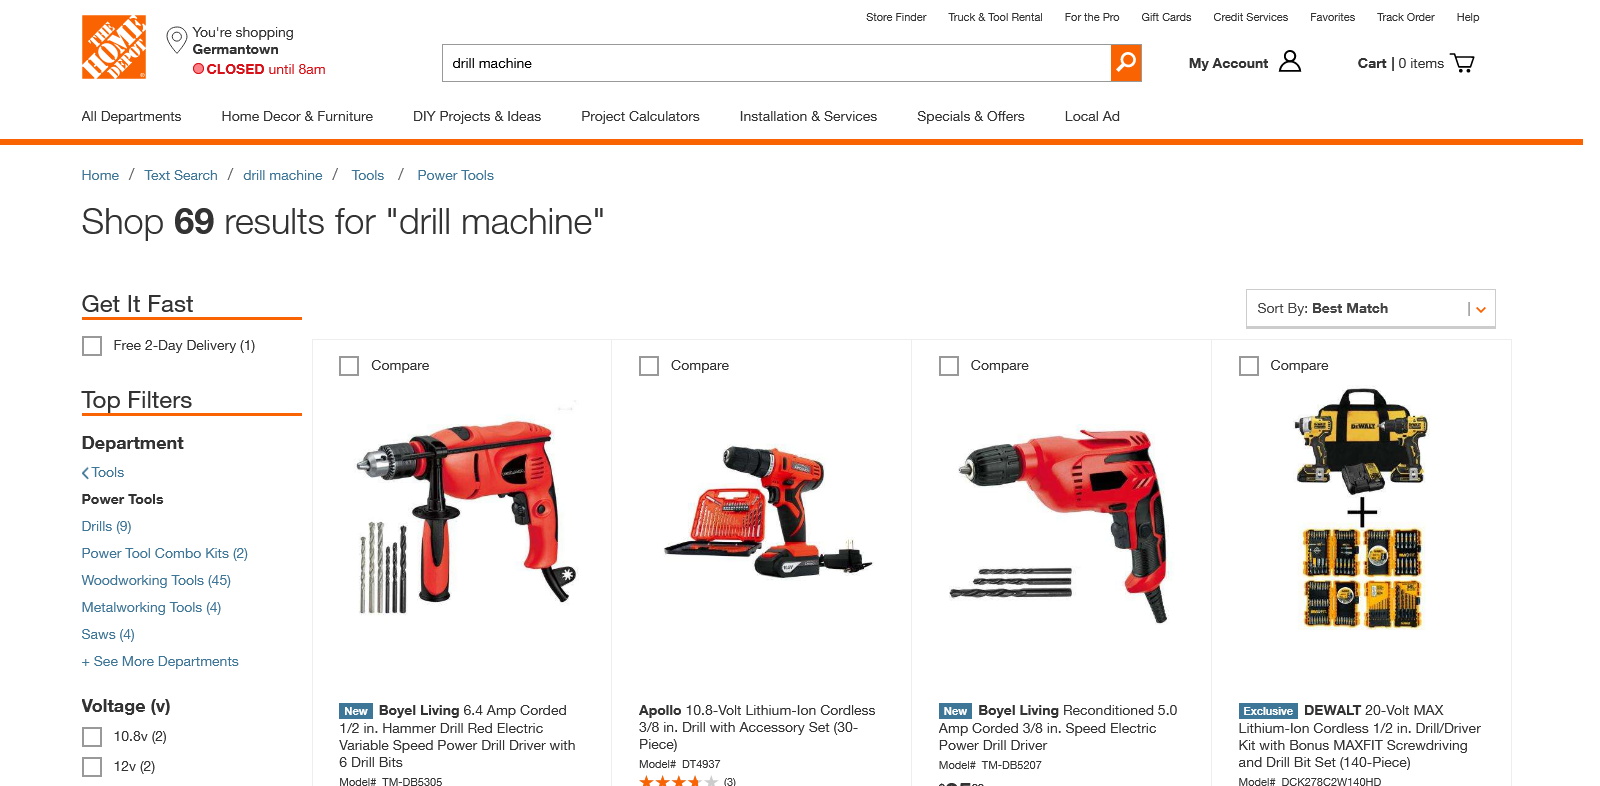 Store Finder Truck & Tool Rental For the Pro Gift Cards Credit Services Favorites Track Order Help
THE HOME DEPOT
You're shopping
Germantown
CLOSED until 8am
drill machine
My Account
Cart | 0 items
All Departments Home Decor & Furniture DIY Projects & Ideas Project Calculators Installation & Services Specials & Offers Local Ad
Home / Text Search / drill machine / Tools / Power Tools
Shop 69 results for "drill machine"
Get It Fast
Free 2-Day Delivery (1)
Top Filters
Department
Tools
Power Tools
Drills (9)
Power Tool Combo Kits (2)
Woodworking Tools (45)
Metalworking Tools (4)
Saws (4)
+ See More Departments
Voltage (v)
10.8v (2)
12v (2)
Sort By: Best Match
Compare
New Boyel Living 6.4 Amp Corded
1/2 in. Hammer Drill Red Electric
Variable Speed Power Drill Driver with
6 Drill Bits
Model# TM-DB5305
Compare
Apollo 10.8-Volt Lithium-Ion Cordless
3/8 in. Drill with Accessory Set (30-
Piece)
Model# DT4937
(3)
Compare
New Boyel Living Reconditioned 5.0
Amp Corded 3/8 in. Speed Electric
Power Drill Driver
Model# TM-DB5207
Compare
DEWALT
Exclusive DEWALT 20-Volt MAX
Lithium-Ion Cordless 1/2 in. Drill/Driver
Kit with Bonus MAXFIT Screwdriving
and Drill Bit Set (140-Piece)
Model# DCK278C2W140HD